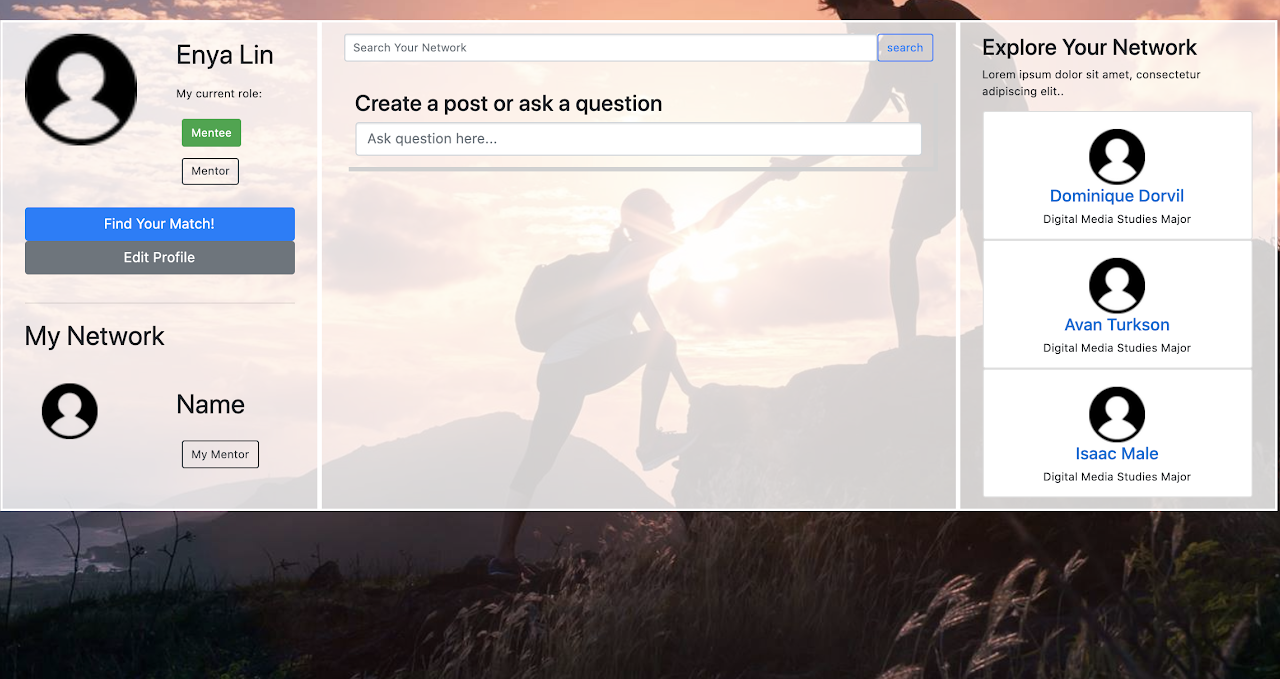 Enya Lin
My current role:
Mentee
Mentor
Find Your Match!
Edit Profile
My Network
Name
My Mentor
Search Your Network
search
Create a post or ask a question
Ask question here...
Explore Your Network
Lorem ipsum dolor sit amet, consectetur
adipiscing elit..
Dominique Dorvil
Digital Media Studies Major
Avan Turkson
Digital Media Studies Major
Isaac Male
Digital Media Studies Major